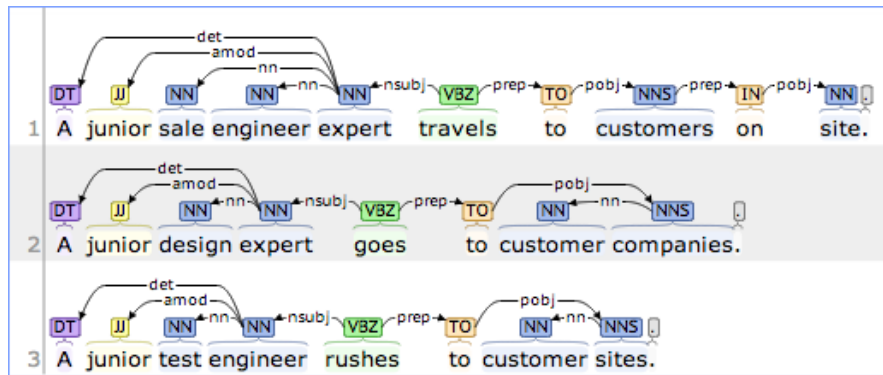 det
amod
nn
nn nsubj prep pobj prep pobj
DT JJ NN NN NN VBZ TO NNS IN NN .
1 A junior sale engineer expert travels to customers on site.
det
amod pobj
nn nsubj prep nn
DT JJ NN NN VBZ TO NN NNS .
2 A junior design expert goes to customer companies.
det
amod pobj
nn nsubj prep nn
DT JJ NN NN VBZ TO NN NNS .
3 A junior test engineer rushes to customer sites.